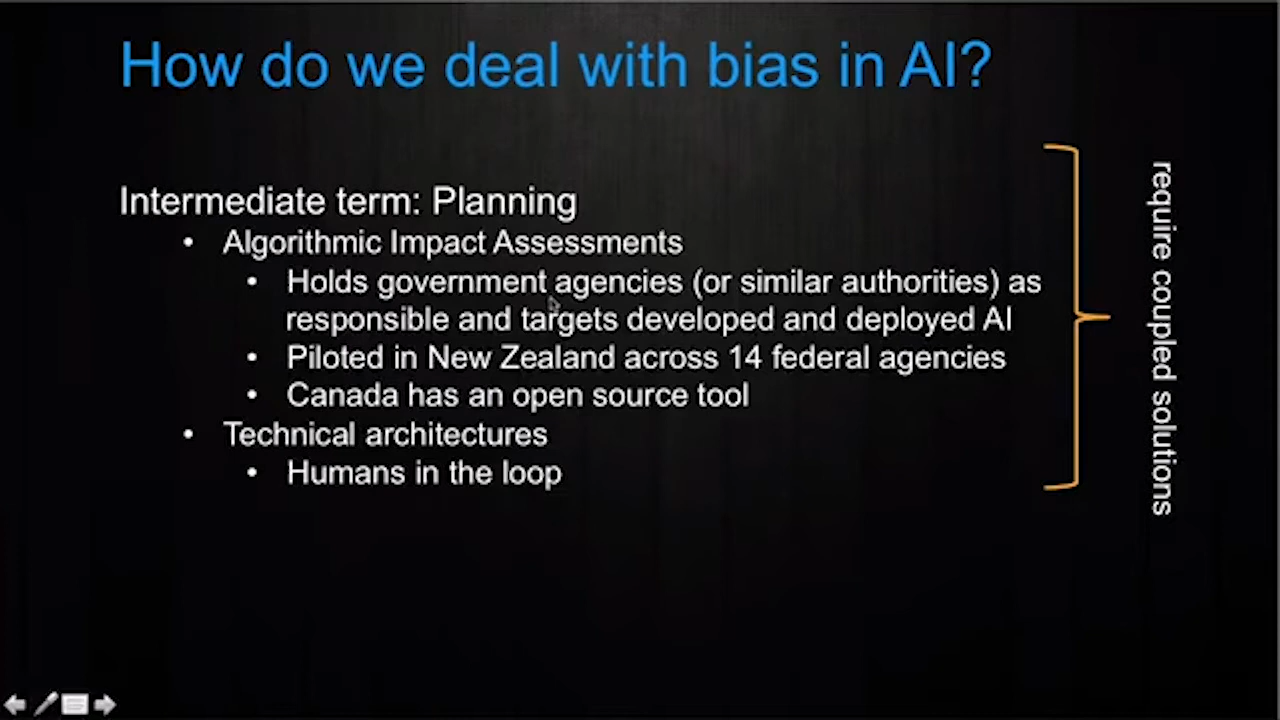 How do we deal with bias in AI?
Intermediate term: Planning
• Algorithmic Impact Assessments
• Holds government agencies (or similar authorities) as
responsible and targets developed and deployed AI
• Piloted in New Zealand across 14 federal agencies
• Canada has an open source tool
• Technical architectures
• Humans in the loop
require coupled solutions